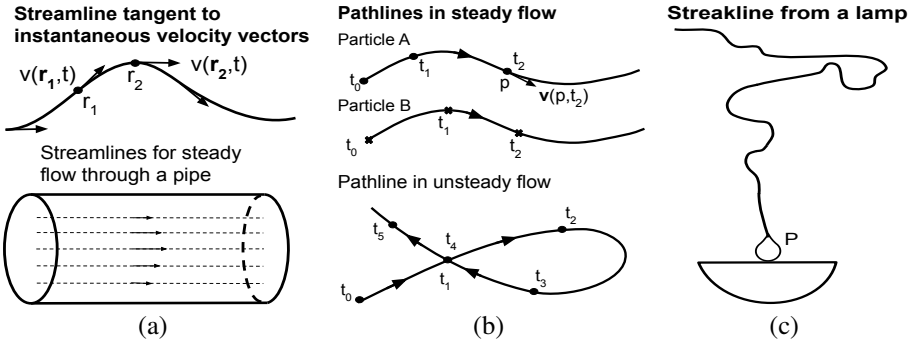 Streamline tangent to
instantaneous velocity vectors
v(r₁,t)
v(r₂,t)
r₁
r₂
Streamlines for steady
flow through a pipe
(a)
Pathlines in steady flow
Particle A
t₀
t₁
t₂
p
v(p,t₂)
Particle B
t₀
t₁
t₂
Pathline in unsteady flow
t₅
t₄
t₂
t₀
t₁
t₃
(b)
Streakline from a lamp
P
(c)